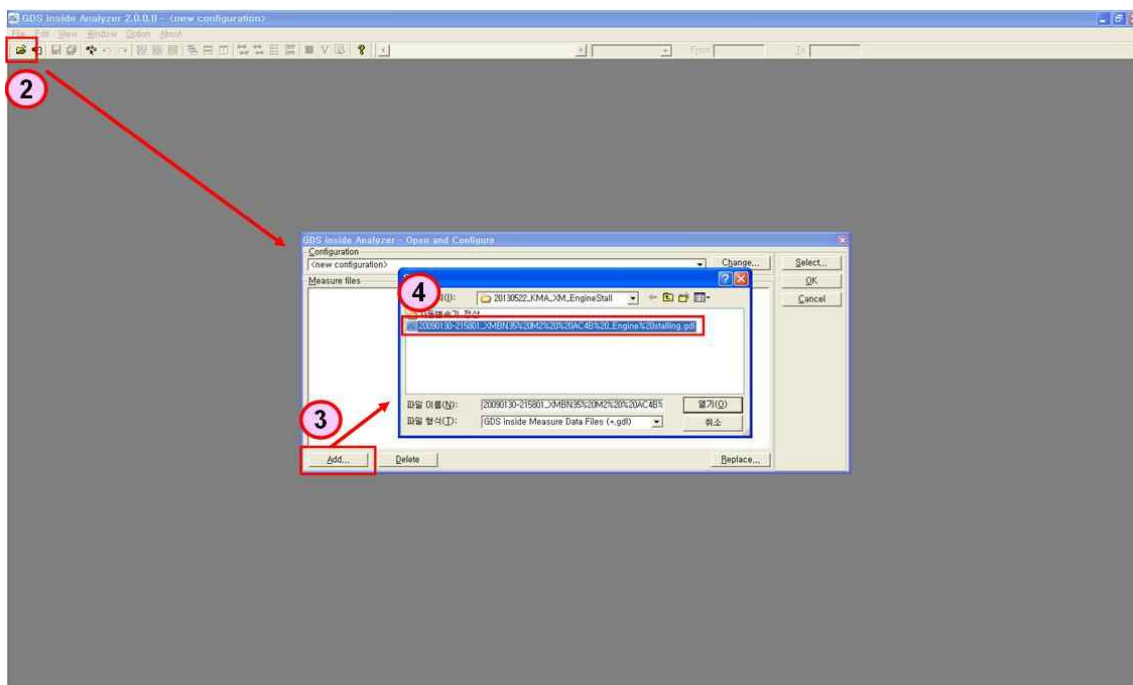 GDS inside Analyzer 2.0.0.0 - <new configuration>
File Edit View Window Option About
From To
2
GDS inside Analyzer - Open and Configure
Configuration
<new configuration>
Change...
Select...
Measure files
OK
Cancel
4
(I):
20130522_KMA_XM_EngineStall
20090130-215801_XMBN35%20M2%20%20AC4B%20_Engine%20stalling.gdl
파일 이름(N):
20090130-215801_XMBN35%20M2%20%20AC4B%
열기(O)
파일 형식(T):
GDS inside Measure Data Files (*.gdl)
취소
3
Add...
Delete
Replace...